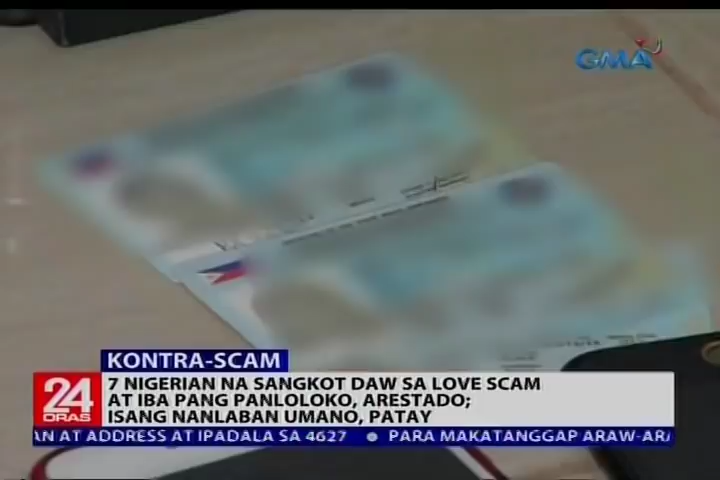 GMA
KONTRA-SCAM
24
ORAS
7 NIGERIAN NA SANGKOT DAW SA LOVE SCAM
AT IBA PANG PANLOLOKO, ARESTADO;
ISANG NANLABAN UMANO, PATAY
AN AT ADDRESS AT IPADALA SA 4627 • PARA MAKATANGGAP ARAW-ARA